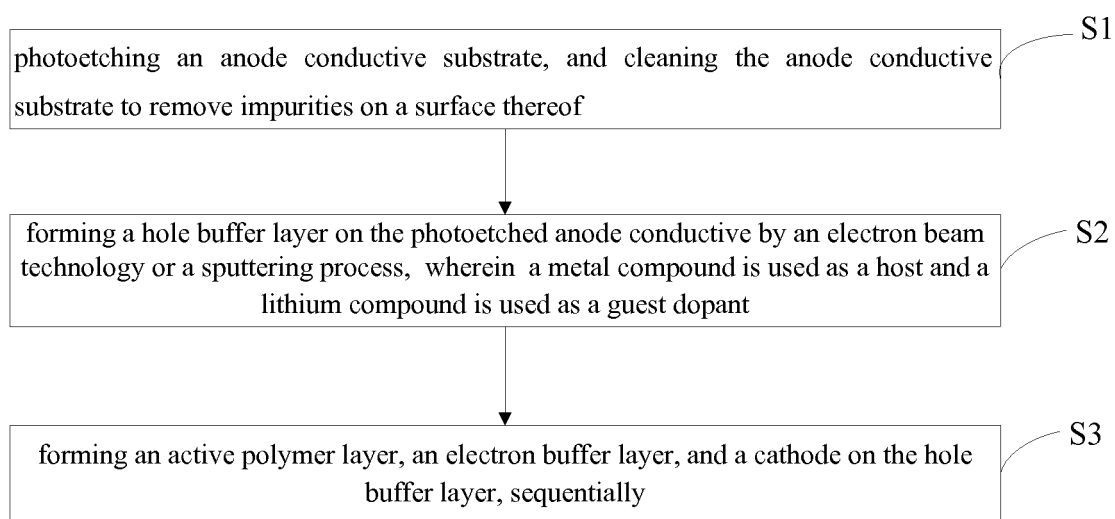 S1
photoetching an anode conductive substrate, and cleaning the anode conductive
substrate to remove impurities on a surface thereof
S2
forming a hole buffer layer on the photoetched anode conductive by an electron beam
technology or a sputtering process, wherein a metal compound is used as a host and a
lithium compound is used as a guest dopant
S3
forming an active polymer layer, an electron buffer layer, and a cathode on the hole
buffer layer, sequentially